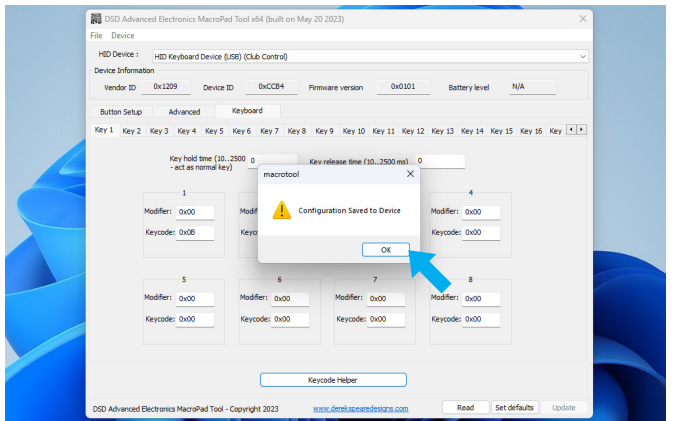 DSD Advanced Electronics MacroPad Tool x64 (built on May 20 2023)
File Device
HID Device : HID Keyboard Device (USB) (Club Control)
Device Information
Vendor ID 0x1209 Device ID 0xCCB4 Firmware version 0x0101 Battery level N/A
Button Setup Advanced Keyboard
Key 1 Key 2 Key 3 Key 4 Key 5 Key 6 Key 7 Key 8 Key 9 Key 10 Key 11 Key 12 Key 13 Key 14 Key 15 Key 16 Key
Key hold time (10..2500 0 Key release time (10..2500 ms) 0
- act as normal key)
macrotool
Configuration Saved to Device
OK
1 4
Modifier: 0x00 Modifier: 0x00
Keycode: 0x0B Keycode: 0x00
5 6 7 8
Modifier: 0x00 Modifier: 0x00 Modifier: 0x00 Modifier: 0x00
Keycode: 0x00 Keycode: 0x00 Keycode: 0x00 Keycode: 0x00
Keycode Helper
DSD Advanced Electronics MacroPad Tool - Copyright 2023 www.derekspearedesigns.com Read Set defaults Update